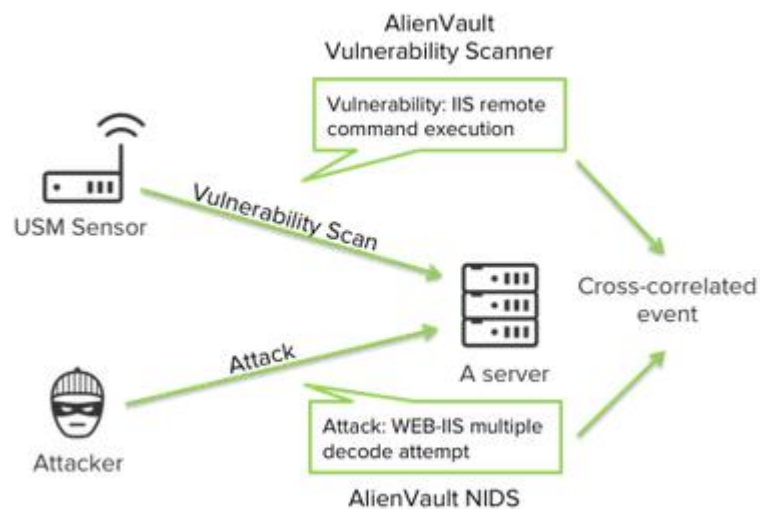 AlienVault
Vulnerability Scanner
Vulnerability: IIS remote
command execution
USM Sensor
Vulnerability Scan
Cross-correlated
event
Attack
A server
Attacker
Attack: WEB-IIS multiple
decode attempt
AlienVault NIDS